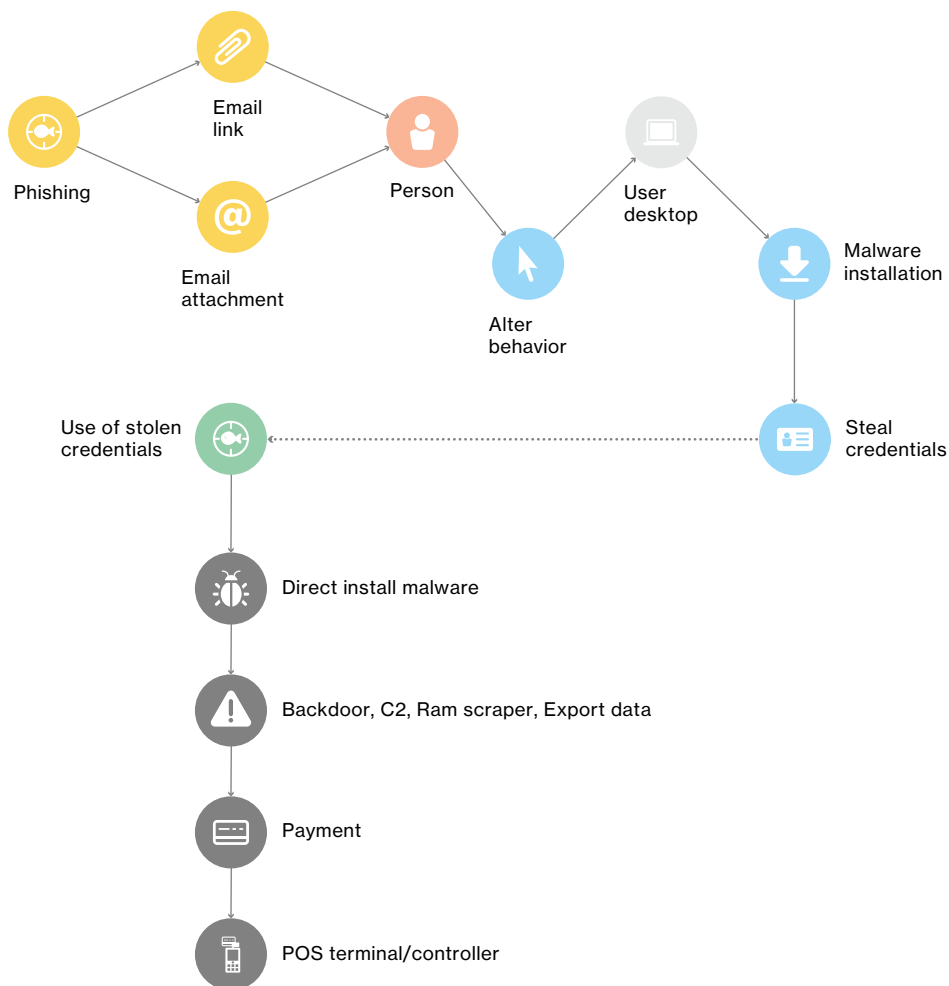 Email
link
Phishing
Person
User
desktop
@
Email
attachment
Malware
installation
Alter
behavior
Use of stolen
credentials
Steal
credentials
Direct install malware
Backdoor, C2, Ram scraper, Export data
Payment
POS terminal/controller